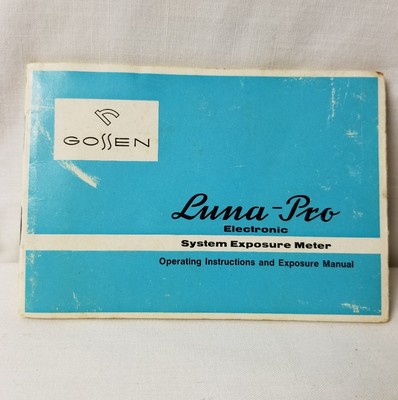 GOSSEN
Luna-Pro
Electronic
System Exposure Meter
Operating Instructions and Exposure Manual